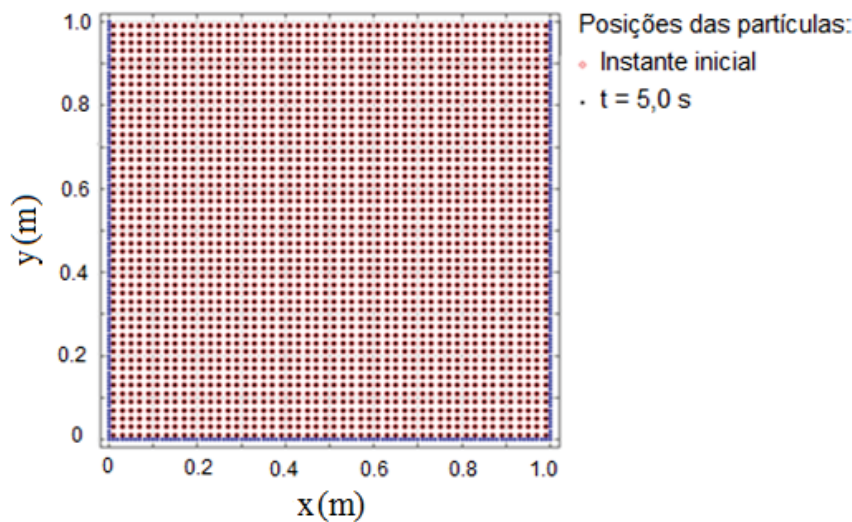 Posições das partículas:
Instante inicial
t = 5,0 s
1.0
0.8
0.6
0.4
0.2
0
y (m)
0 0.2 0.4 0.6 0.8 1.0
x (m)